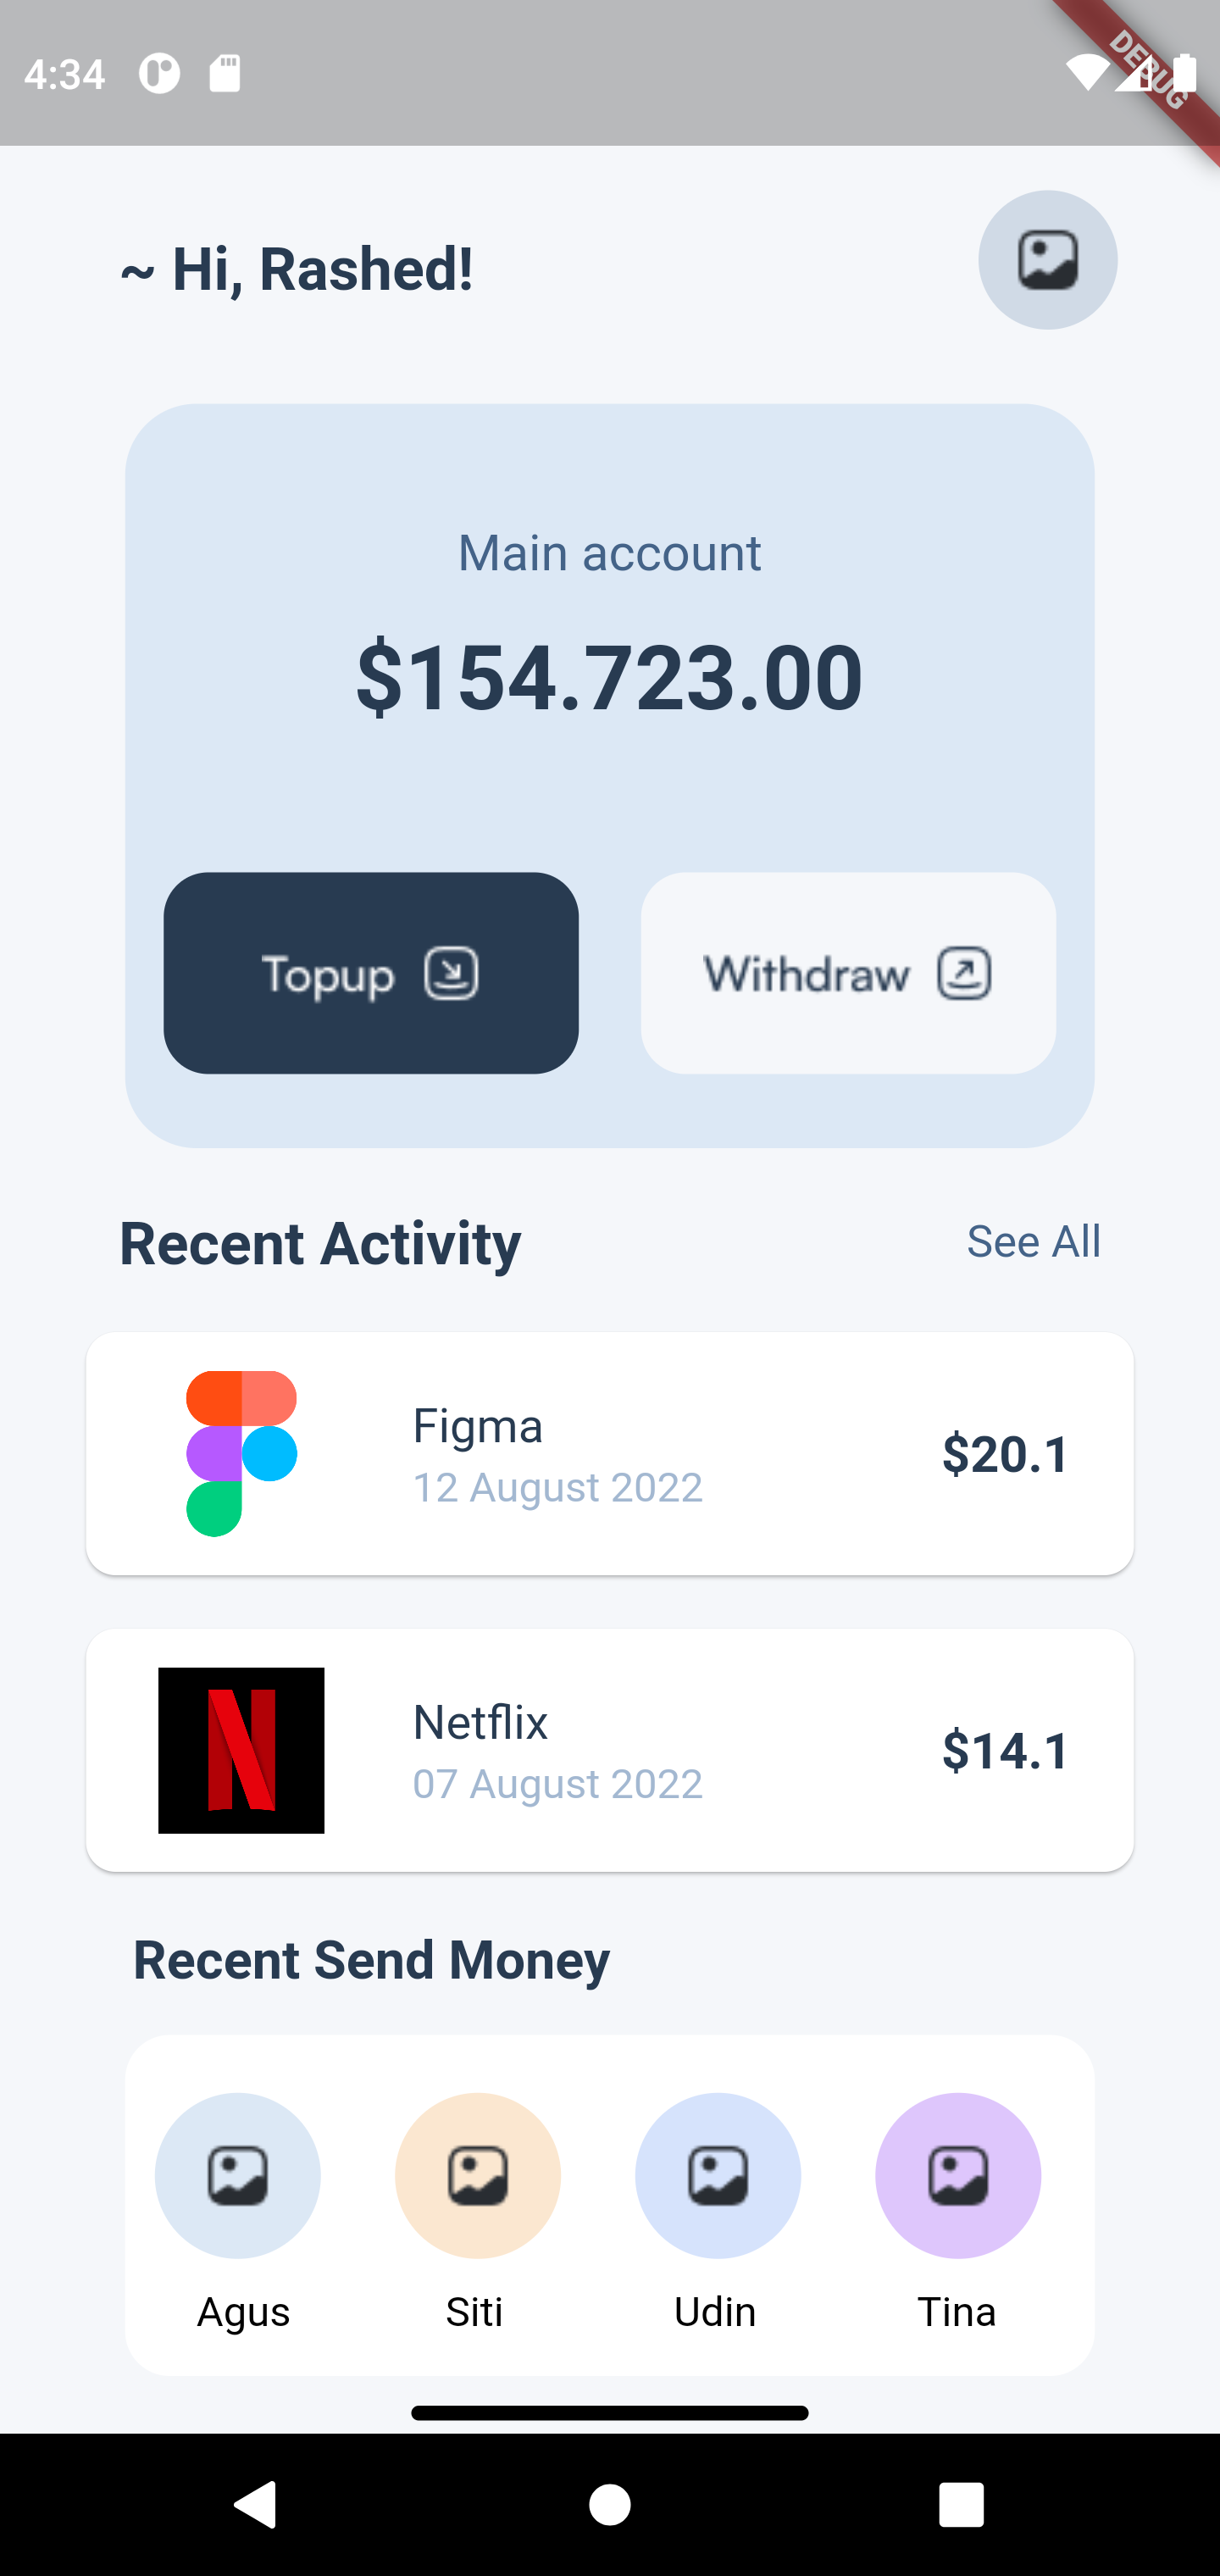 4:34
DEBUG
~ Hi, Rashed!
Main account
$154.723.00
Topup
Withdraw
Recent Activity
See All
Figma
12 August 2022
$20.1
N
Netflix
07 August 2022
$14.1
Recent Send Money
Agus
Siti
Udin
Tina